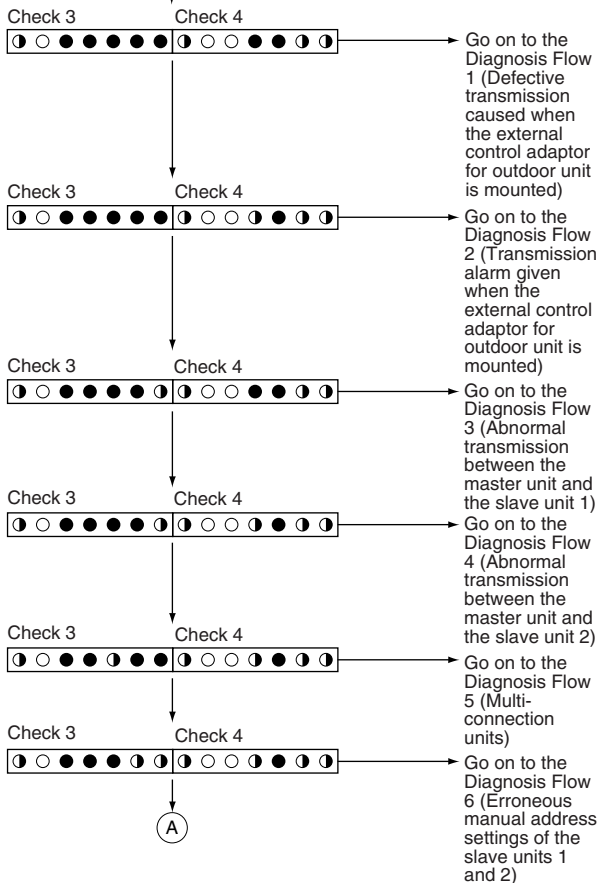 Check 3 Check 4
Go on to the
Diagnosis Flow
1 (Defective
transmission
caused when
the external
control adaptor
for outdoor unit
is mounted)
Check 3 Check 4
Go on to the
Diagnosis Flow
2 (Transmission
alarm given
when the
external control
adaptor for
outdoor unit is
mounted)
Check 3 Check 4
Go on to the
Diagnosis Flow
3 (Abnormal
transmission
between the
master unit and
the slave unit 1)
Check 3 Check 4
Go on to the
Diagnosis Flow
4 (Abnormal
transmission
between the
master unit and
the slave unit 2)
Check 3 Check 4
Go on to the
Diagnosis Flow
5 (Multi-
connection
units)
Check 3 Check 4
Go on to the
Diagnosis Flow
6 (Erroneous
manual address
settings of the
slave units 1
and 2)
A